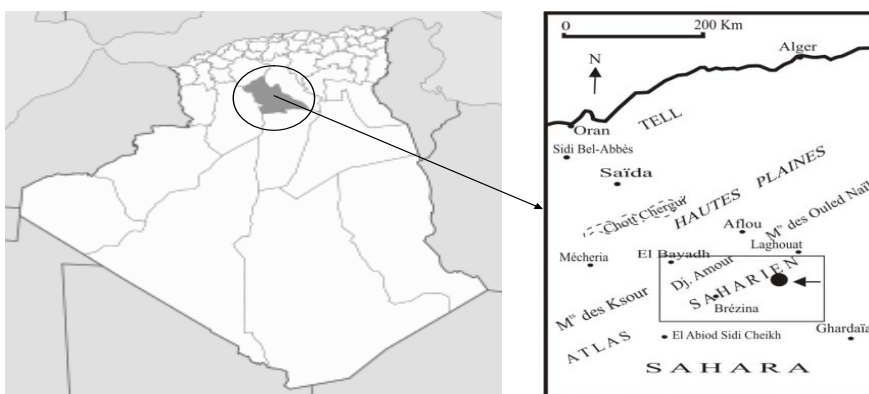 0 200 Km
Alger
N
Oran
TELL
Sidi Bel-Abbès
Saïda
HAUTES PLAINES
Chott Chergui
Aflou
Mts des Ouled Naïl
Laghouat
Mécheria
El Bayadh
Dj. Amour
SAHARIEN
Brézina
Mts des Ksour
Ghardaïa
El Abiod Sidi Cheikh
ATLAS
SAHARA